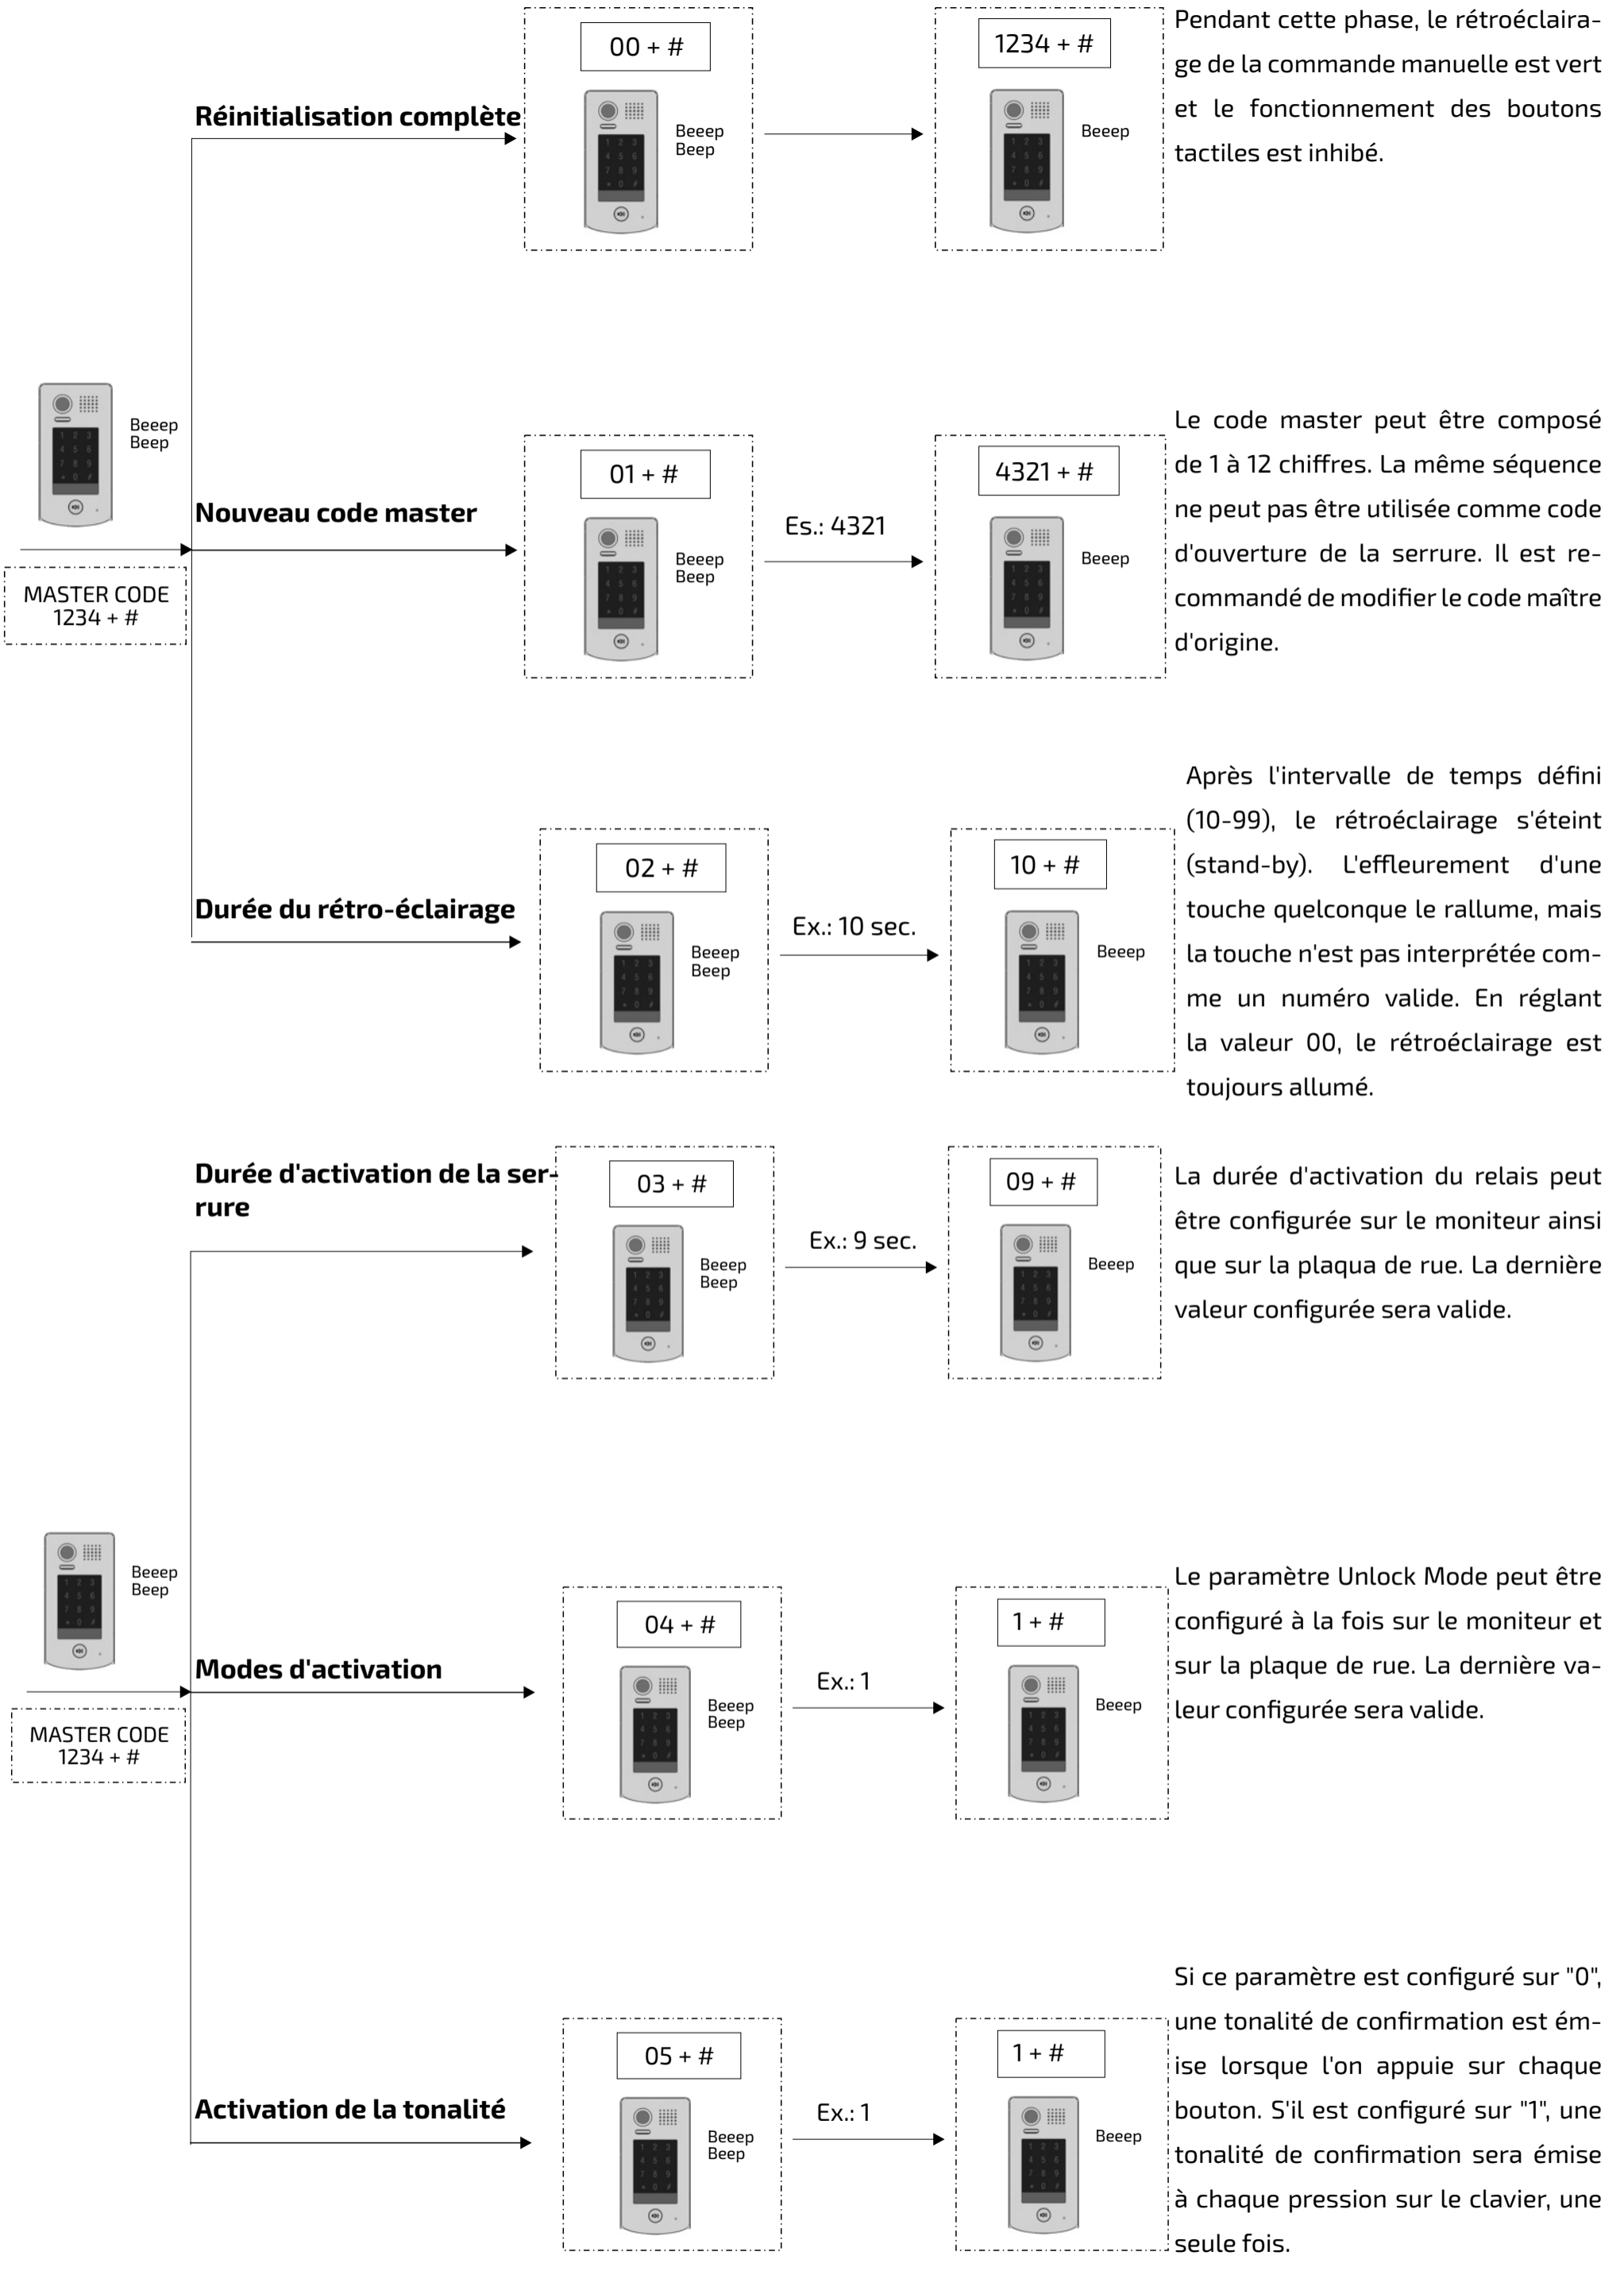 Réinitialisation complète
00 + #
Beeep
Beep
1234 + #
Beeep
Pendant cette phase, le rétroéclaira-
ge de la commande manuelle est vert
et le fonctionnement des boutons
tactiles est inhibé.
Beeep
Beep
MASTER CODE
1234 + #
Nouveau code master
01 + #
Beeep
Beep
Es.: 4321
4321 + #
Beeep
Le code master peut être composé
de 1 à 12 chiffres. La même séquence
ne peut pas être utilisée comme code
d'ouverture de la serrure. Il est re-
commandé de modifier le code maître
d'origine.
Durée du rétro-éclairage
02 + #
Beeep
Beep
Ex.: 10 sec.
10 + #
Beeep
Après l'intervalle de temps défini
(10-99), le rétroéclairage s'éteint
(stand-by). L'effleurement d'une
touche quelconque le rallume, mais
la touche n'est pas interprétée com-
me un numéro valide. En réglant
la valeur 00, le rétroéclairage est
toujours allumé.
Durée d'activation de la ser-
rure
03 + #
Beeep
Beep
Ex.: 9 sec.
09 + #
Beeep
La durée d'activation du relais peut
être configurée sur le moniteur ainsi
que sur la plaqua de rue. La dernière
valeur configurée sera valide.
Beeep
Beep
MASTER CODE
1234 + #
Modes d'activation
04 + #
Beeep
Beep
Ex.: 1
1 + #
Beeep
Le paramètre Unlock Mode peut être
configuré à la fois sur le moniteur et
sur la plaque de rue. La dernière va-
leur configurée sera valide.
Activation de la tonalité
05 + #
Beeep
Beep
Ex.: 1
1 + #
Beeep
Si ce paramètre est configuré sur "0",
une tonalité de confirmation est ém-
ise lorsque l'on appuie sur chaque
bouton. S'il est configuré sur "1", une
tonalité de confirmation sera émise
à chaque pression sur le clavier, une
seule fois.